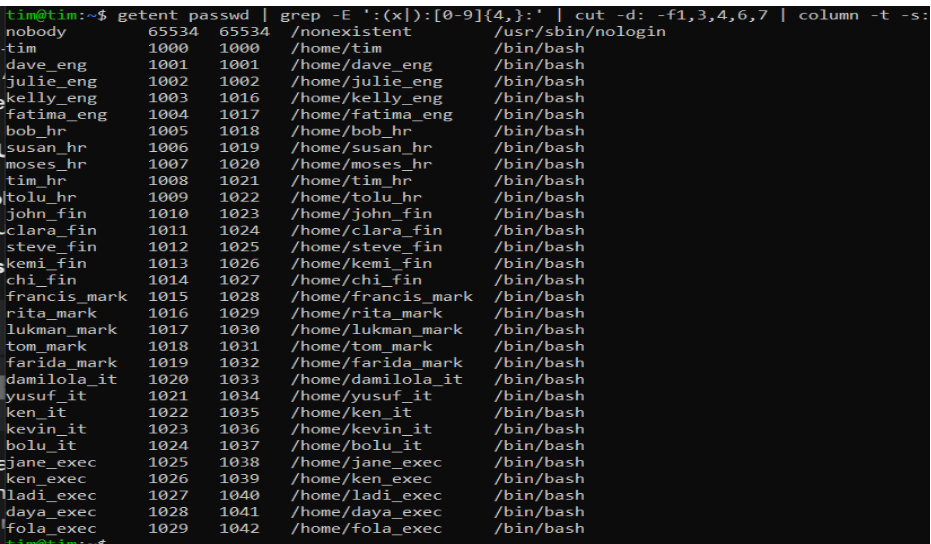 tim@tim:~$ getent passwd | grep -E ':(x|):[0-9]{4,}:' | cut -d: -f1,3,4,6,7 | column -t -s:
nobody 65534 65534 /nonexistent /usr/sbin/nologin
tim 1000 1000 /home/tim /bin/bash
dave_eng 1001 1001 /home/dave_eng /bin/bash
julie_eng 1002 1002 /home/julie_eng /bin/bash
kelly_eng 1003 1016 /home/kelly_eng /bin/bash
fatima_eng 1004 1017 /home/fatima_eng /bin/bash
bob_hr 1005 1018 /home/bob_hr /bin/bash
susan_hr 1006 1019 /home/susan_hr /bin/bash
moses_hr 1007 1020 /home/moses_hr /bin/bash
tim_hr 1008 1021 /home/tim_hr /bin/bash
tolu_hr 1009 1022 /home/tolu_hr /bin/bash
john_fin 1010 1023 /home/john_fin /bin/bash
clara_fin 1011 1024 /home/clara_fin /bin/bash
steve_fin 1012 1025 /home/steve_fin /bin/bash
kemi_fin 1013 1026 /home/kemi_fin /bin/bash
chi_fin 1014 1027 /home/chi_fin /bin/bash
francis_mark 1015 1028 /home/francis_mark /bin/bash
rita_mark 1016 1029 /home/rita_mark /bin/bash
lukman_mark 1017 1030 /home/lukman_mark /bin/bash
tom_mark 1018 1031 /home/tom_mark /bin/bash
farida_mark 1019 1032 /home/farida_mark /bin/bash
damilola_it 1020 1033 /home/damilola_it /bin/bash
yusuf_it 1021 1034 /home/yusuf_it /bin/bash
ken_it 1022 1035 /home/ken_it /bin/bash
kevin_it 1023 1036 /home/kevin_it /bin/bash
bolu_it 1024 1037 /home/bolu_it /bin/bash
jane_exec 1025 1038 /home/jane_exec /bin/bash
ken_exec 1026 1039 /home/ken_exec /bin/bash
ladi_exec 1027 1040 /home/ladi_exec /bin/bash
daya_exec 1028 1041 /home/daya_exec /bin/bash
fola_exec 1029 1042 /home/fola_exec /bin/bash
tim@tim:~$